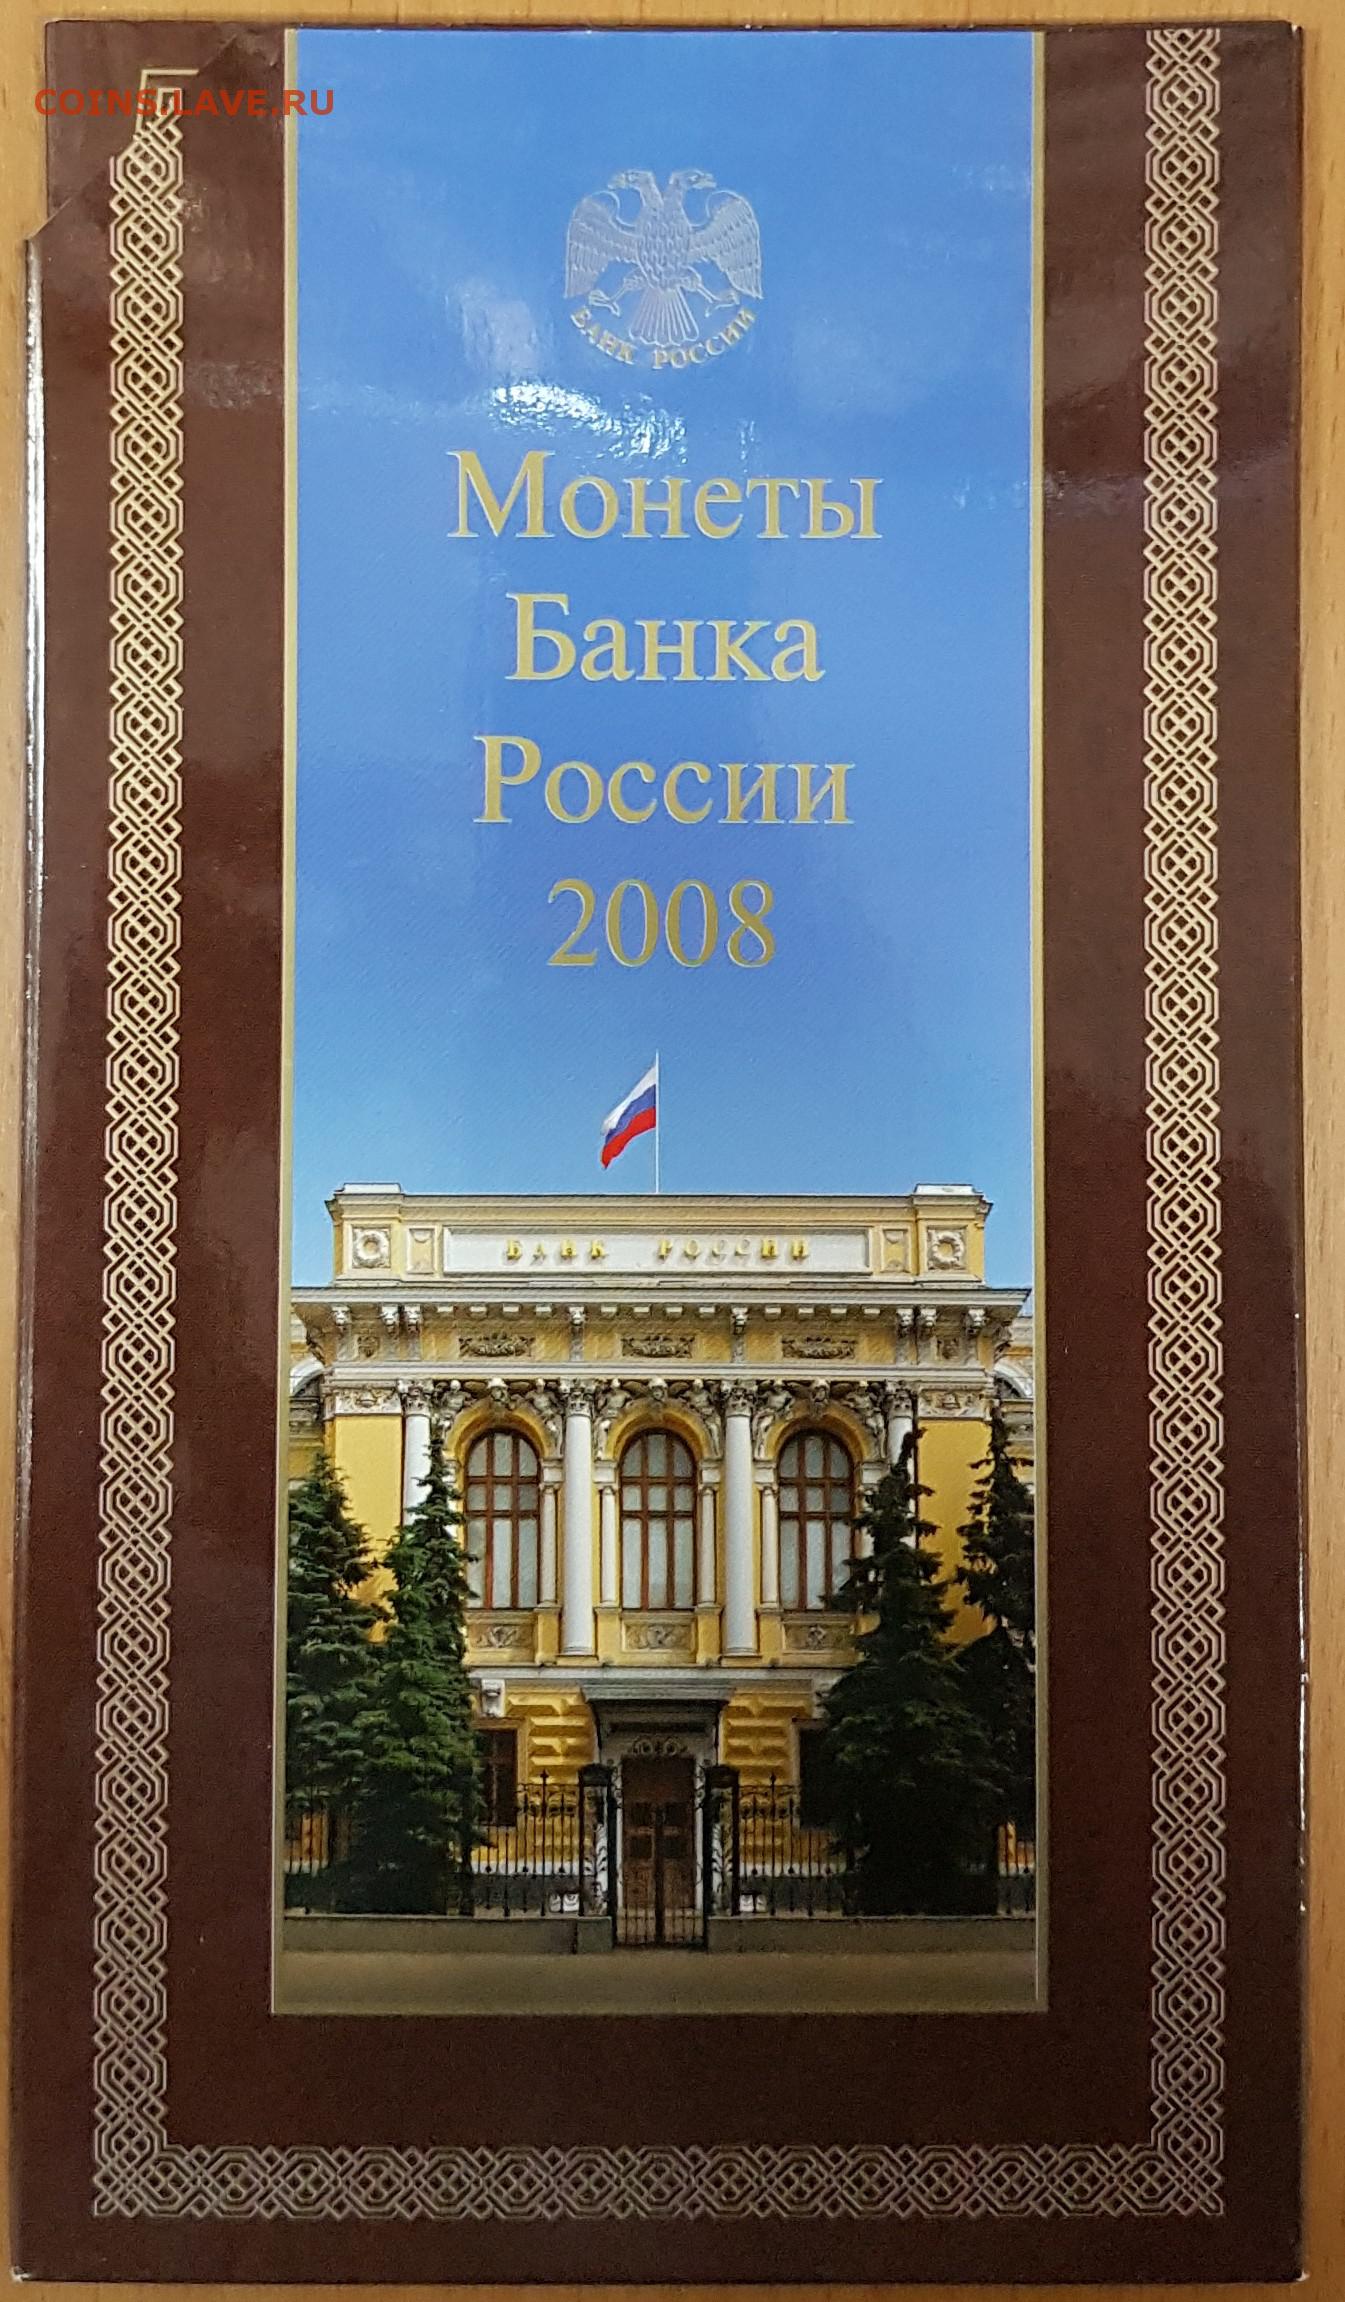 COINS.LAVE.RU
БАНК РОССИИ
Монеты
Банка
России
2008
БАНК РОССИИ